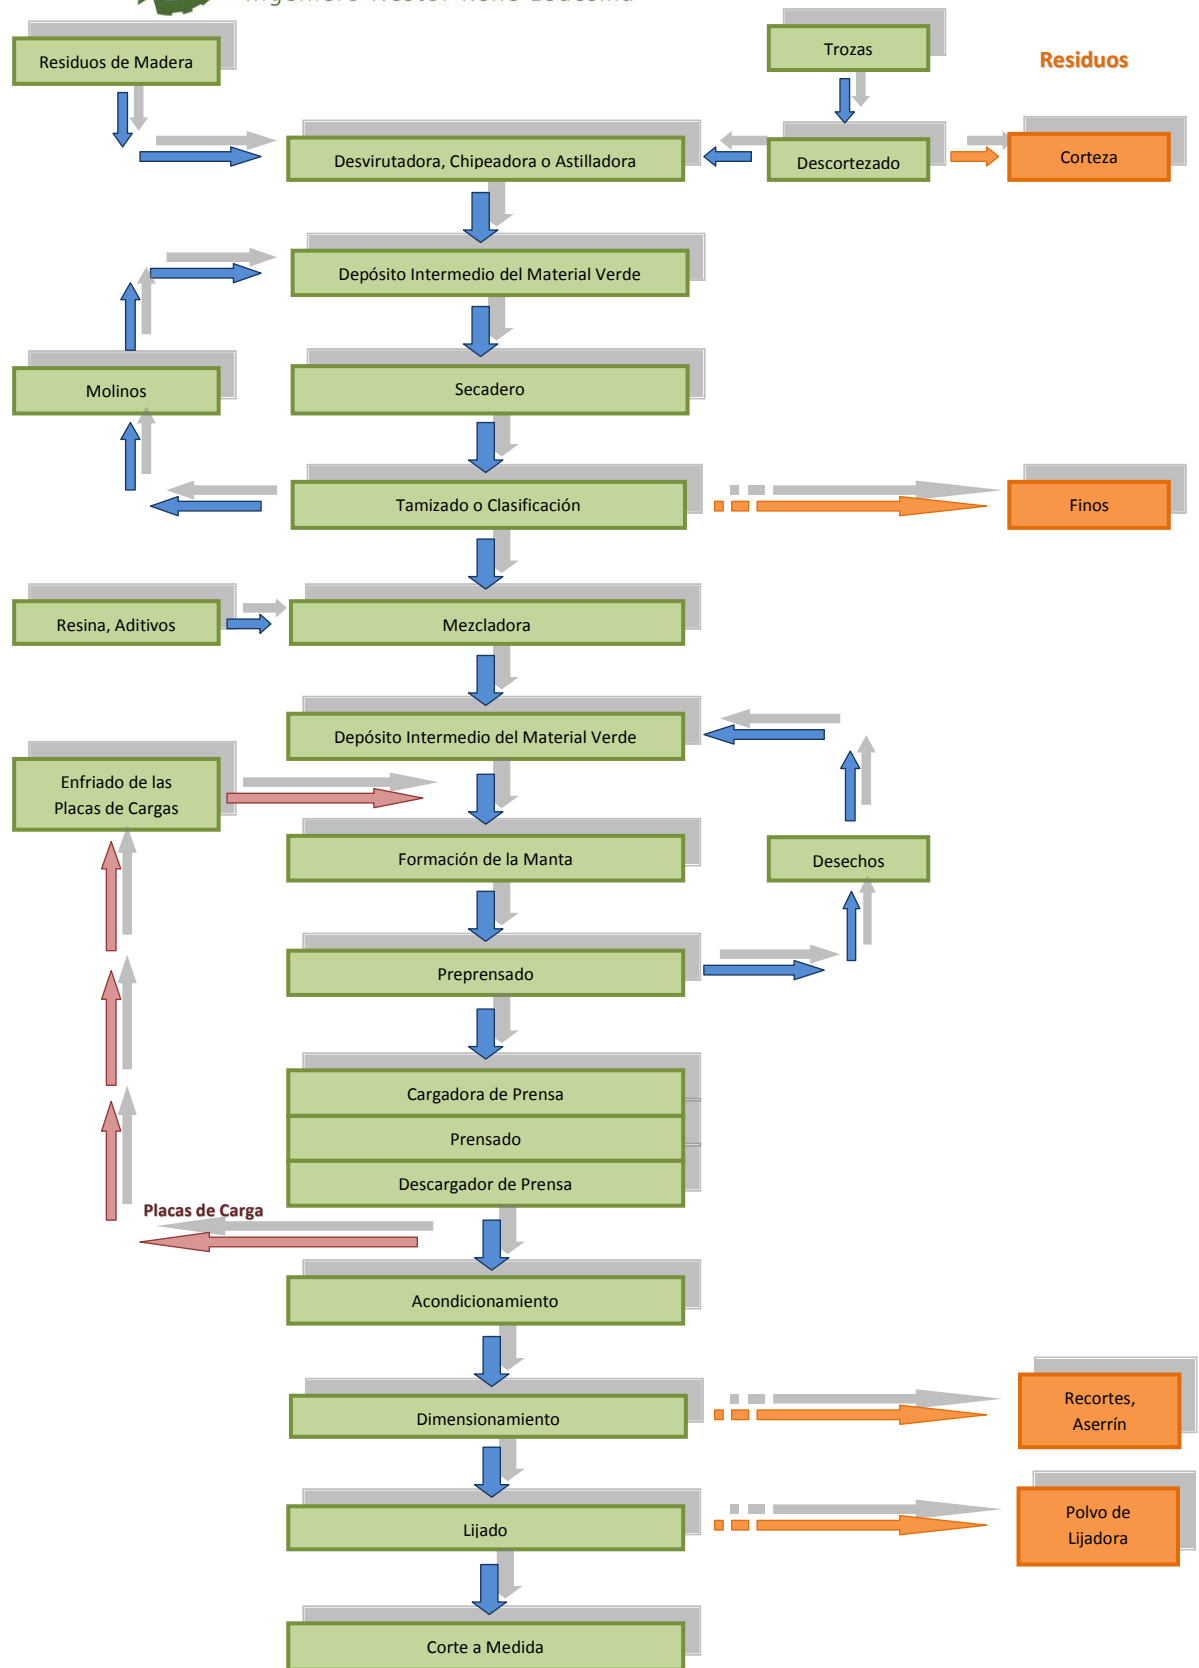 Trozas
Residuos de Madera
Residuos
Desvirutadora, Chipeadora o Astilladora
Descortezado
Corteza
Depósito Intermedio del Material Verde
Molinos
Secadero
Tamizado o Clasificación
Finos
Resina, Aditivos
Mezcladora
Depósito Intermedio del Material Verde
Enfriado de las
Placas de Cargas
Formación de la Manta
Desechos
Preprensado
Cargadora de Prensa
Prensado
Descargador de Prensa
Placas de Carga
Acondicionamiento
Dimensionamiento
Recortes,
Aserrín
Lijado
Polvo de
Lijadora
Corte a Medida